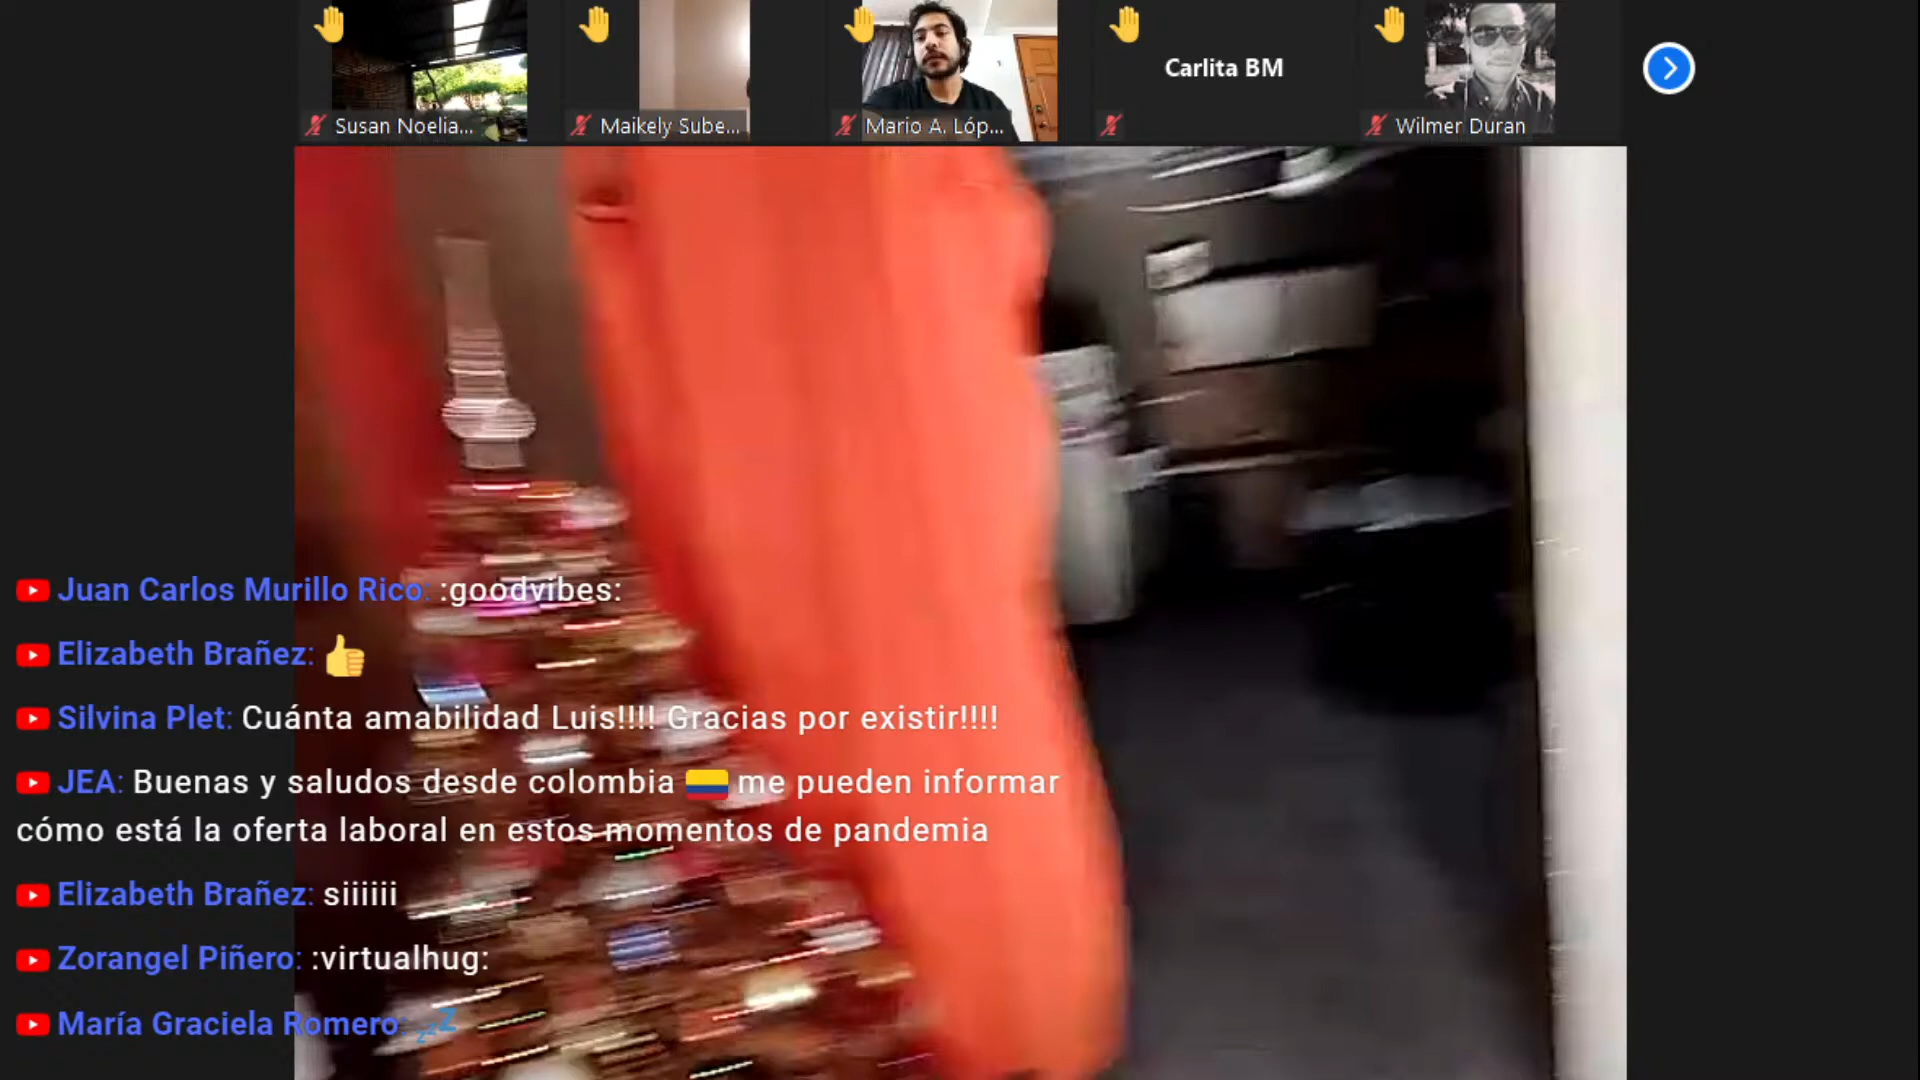 Susan Noelia...
Maikely Sube...
Mario A. Lóp...
Carlita BM
Wilmer Duran
Juan Carlos Murillo Rico: :goodvibes:
Elizabeth Brañez: 👍
Silvina Plet: Cuánta amabilidad Luis!!!! Gracias por existir!!!!
JEA: Buenas y saludos desde colombia 🇨🇴 me pueden informar
cómo está la oferta laboral en estos momentos de pandemia
Elizabeth Brañez: siiiiii
Zorangel Piñero: :virtualhug:
María Graciela Romero: 💤